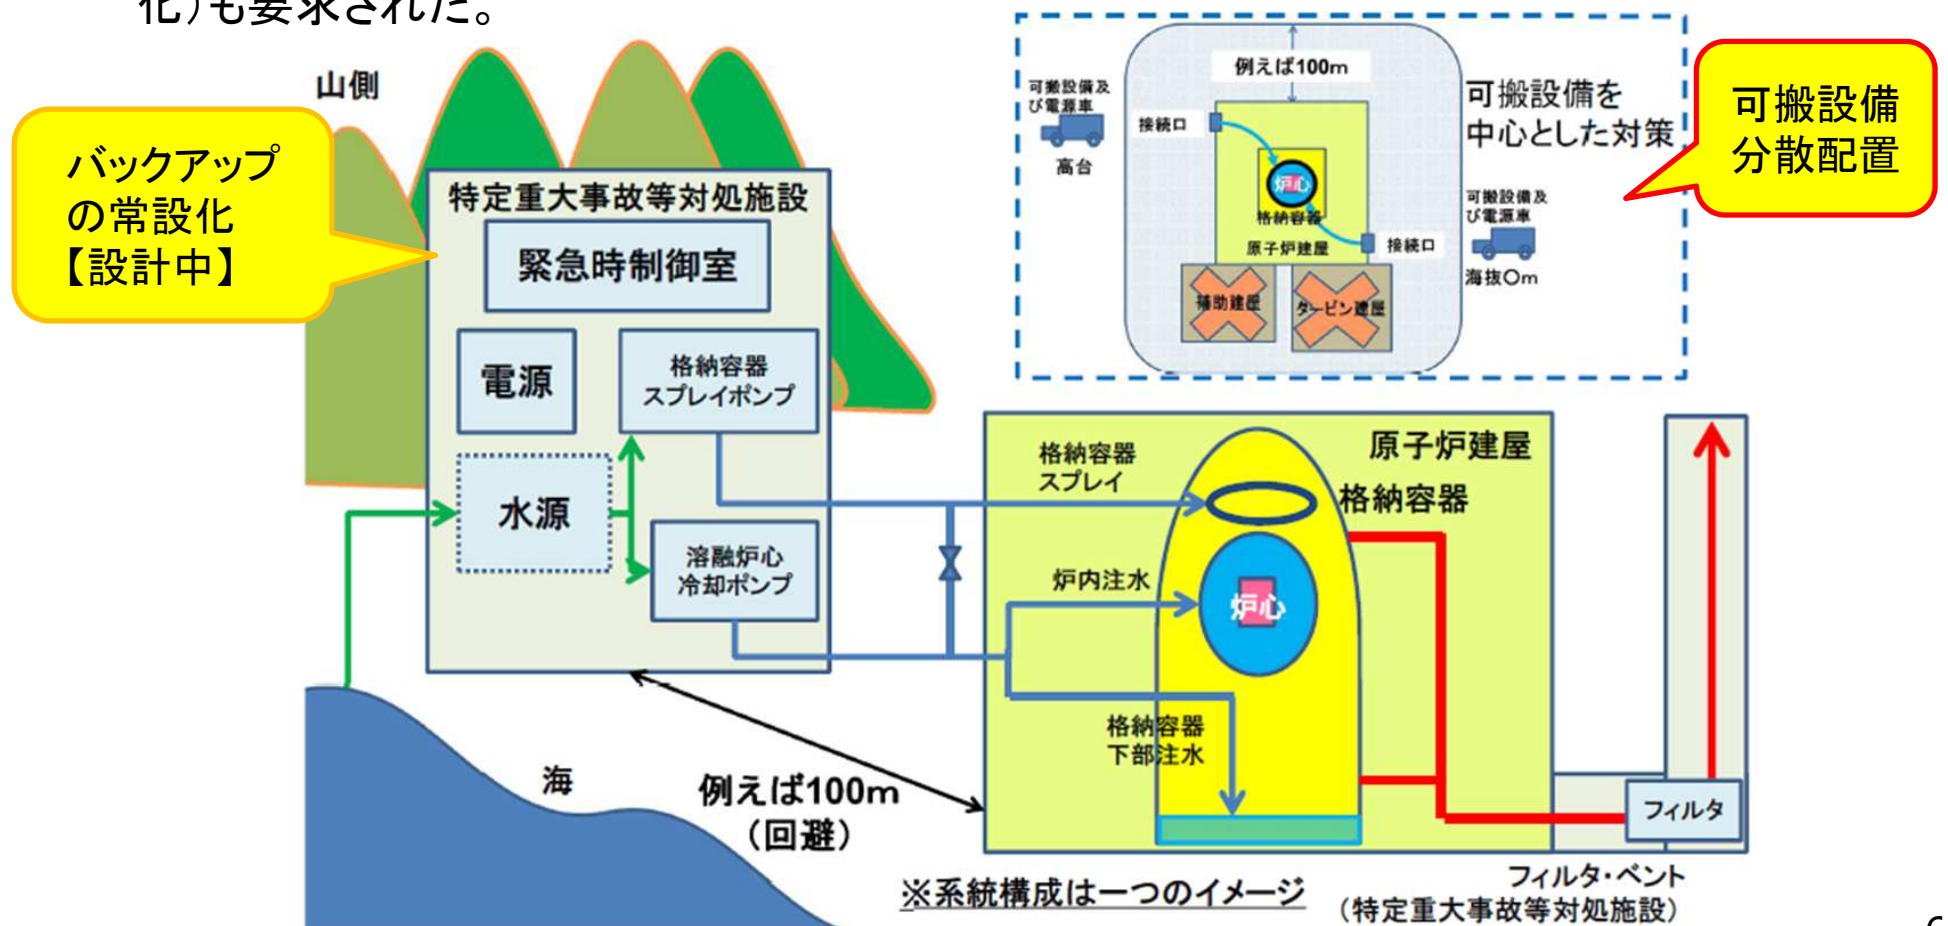 化)も要求された。
山側
バックアップ
の常設化
【設計中】
特定重大事故等対処施設
緊急時制御室
電源
格納容器
スプレイポンプ
水源
溶融炉心
冷却ポンプ
海
例えば100m
(回避)
例えば100m
可搬設備及
び電源車
高台
接続口
炉心
格納容器
原子炉建屋
接続口
補助建屋
タービン建屋
可搬設備を
中心とした対策
可搬設備及
び電源車
海抜〇m
可搬設備
分散配置
原子炉建屋
格納容器
格納容器
スプレイ
炉内注水
炉心
格納容器
下部注水
フィルタ
フィルタ・ベント
(特定重大事故等対処施設)
※系統構成は一つのイメージ